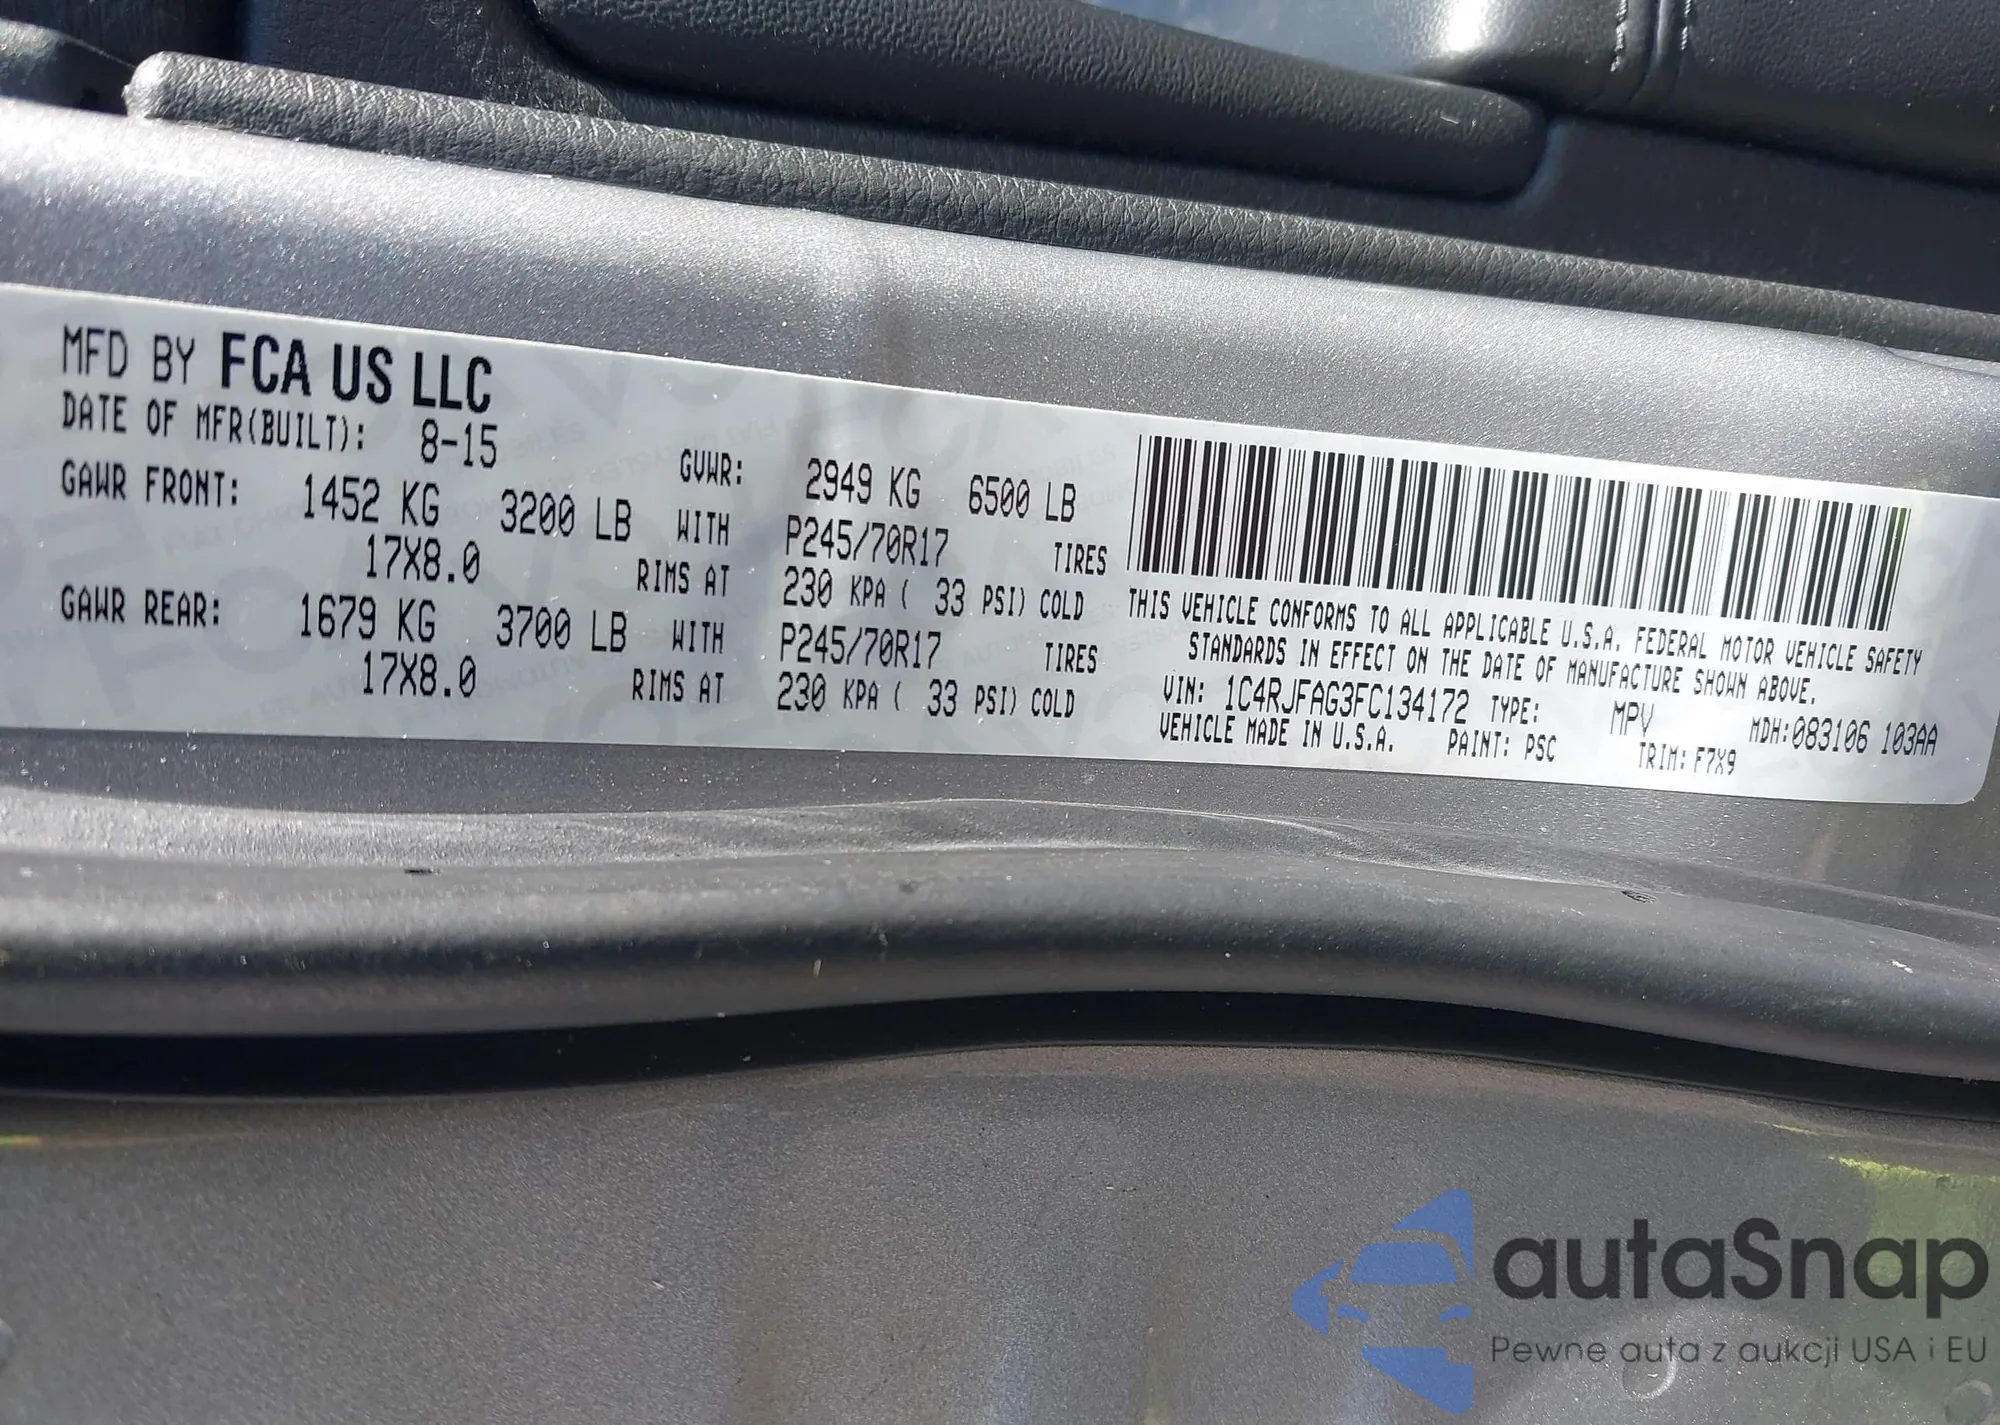 MFD BY FCA US LLC
DATE OF MFR(BUILT): 8-15
GVWR: 2949 KG 6500 LB
GAWR FRONT: 1452 KG 3200 LB WITH P245/70R17 TIRES
17X8.0 RIMS AT 230 KPA ( 33 PSI) COLD
GAWR REAR: 1679 KG 3700 LB WITH P245/70R17 TIRES
17X8.0 RIMS AT 230 KPA ( 33 PSI) COLD
THIS VEHICLE CONFORMS TO ALL APPLICABLE U.S.A. FEDERAL MOTOR VEHICLE SAFETY
STANDARDS IN EFFECT ON THE DATE OF MANUFACTURE SHOWN ABOVE.
VIN: 1C4RJFAG3FC134172 TYPE: MPV MDH:083106 103AA
VEHICLE MADE IN U.S.A. PAINT: PSC TRIM: F7X9
autaSnap
Pewne auta z aukcji USA i EU